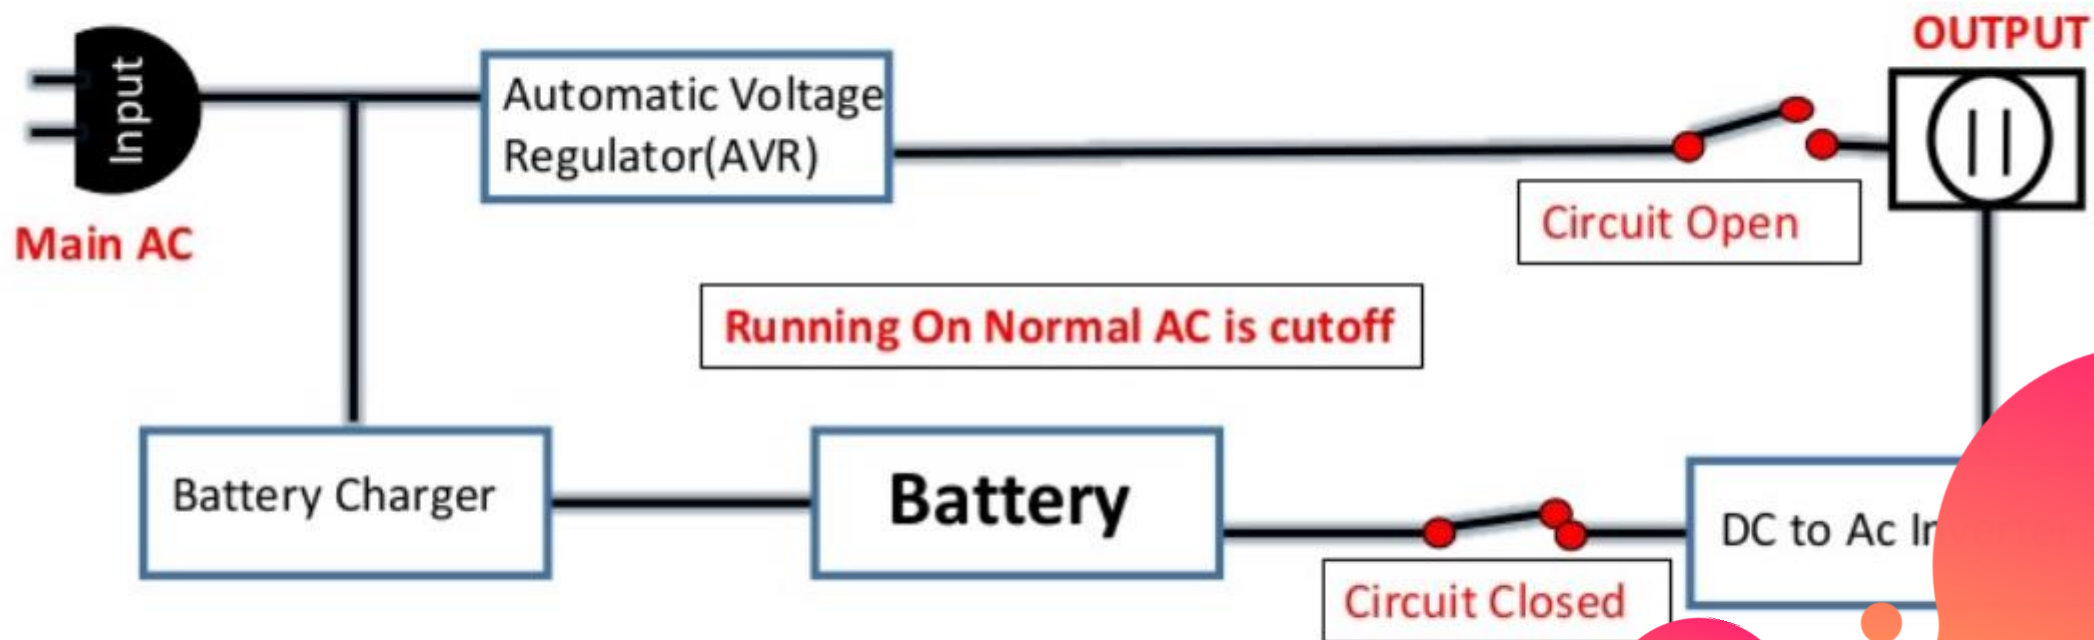 OUTPUT
Input
Automatic Voltage
Regulator(AVR)
Main AC
Circuit Open
Running On Normal AC is cutoff
Battery Charger
Battery
DC to Ac
Circuit Closed